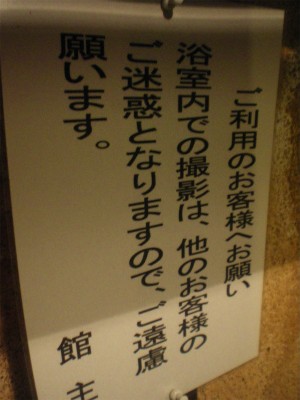 ご利用のお客様へお願い
浴室内での撮影は、他のお客様の
ご迷惑となりますので、ご遠慮
願います。
館主